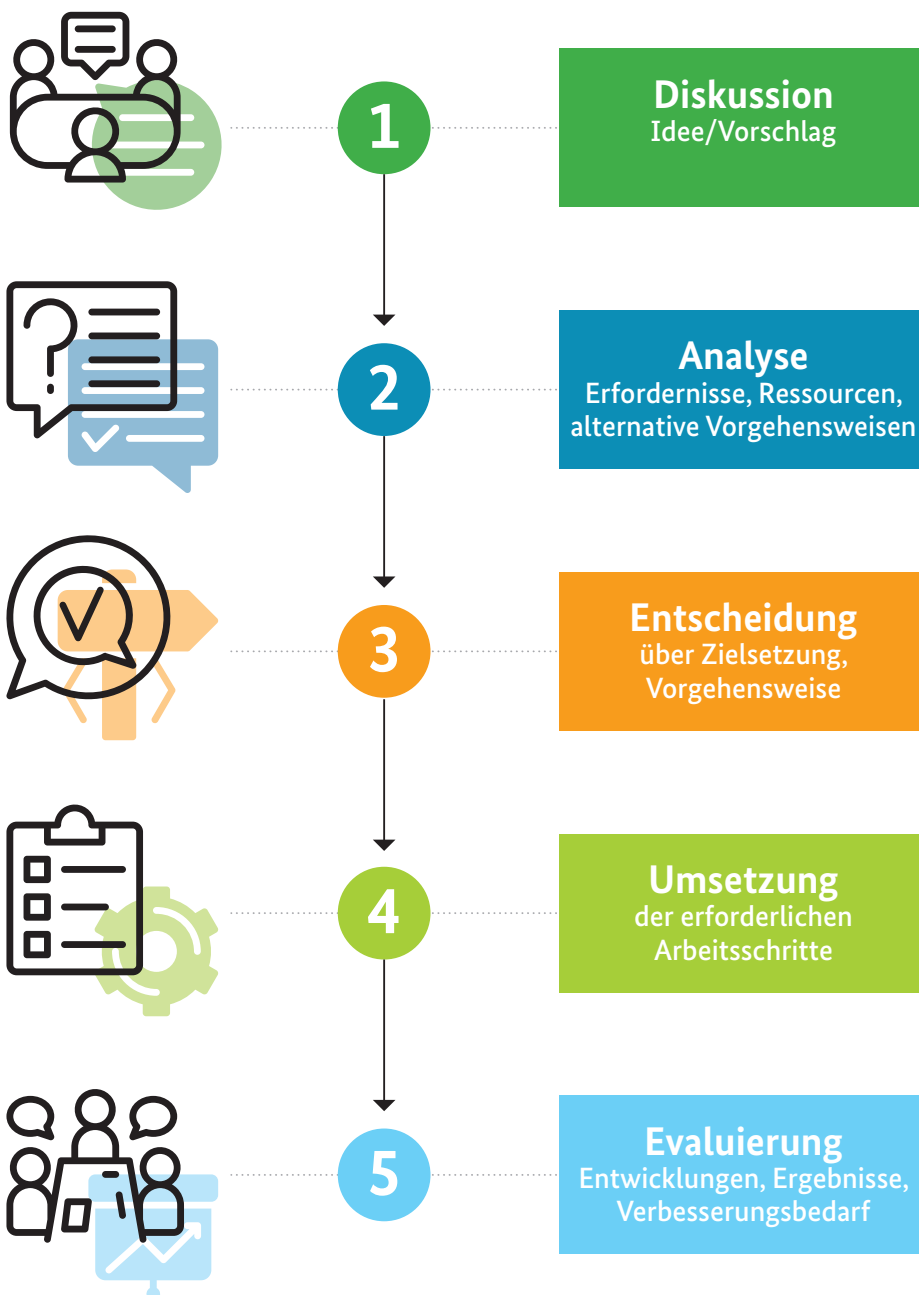 1
Diskussion
Idee/Vorschlag
2
Analyse
Erfordernisse, Ressourcen,
alternative Vorgehensweisen
3
Entscheidung
über Zielsetzung,
Vorgehensweise
4
Umsetzung
der erforderlichen
Arbeitsschritte
5
Evaluierung
Entwicklungen, Ergebnisse,
Verbesserungsbedarf